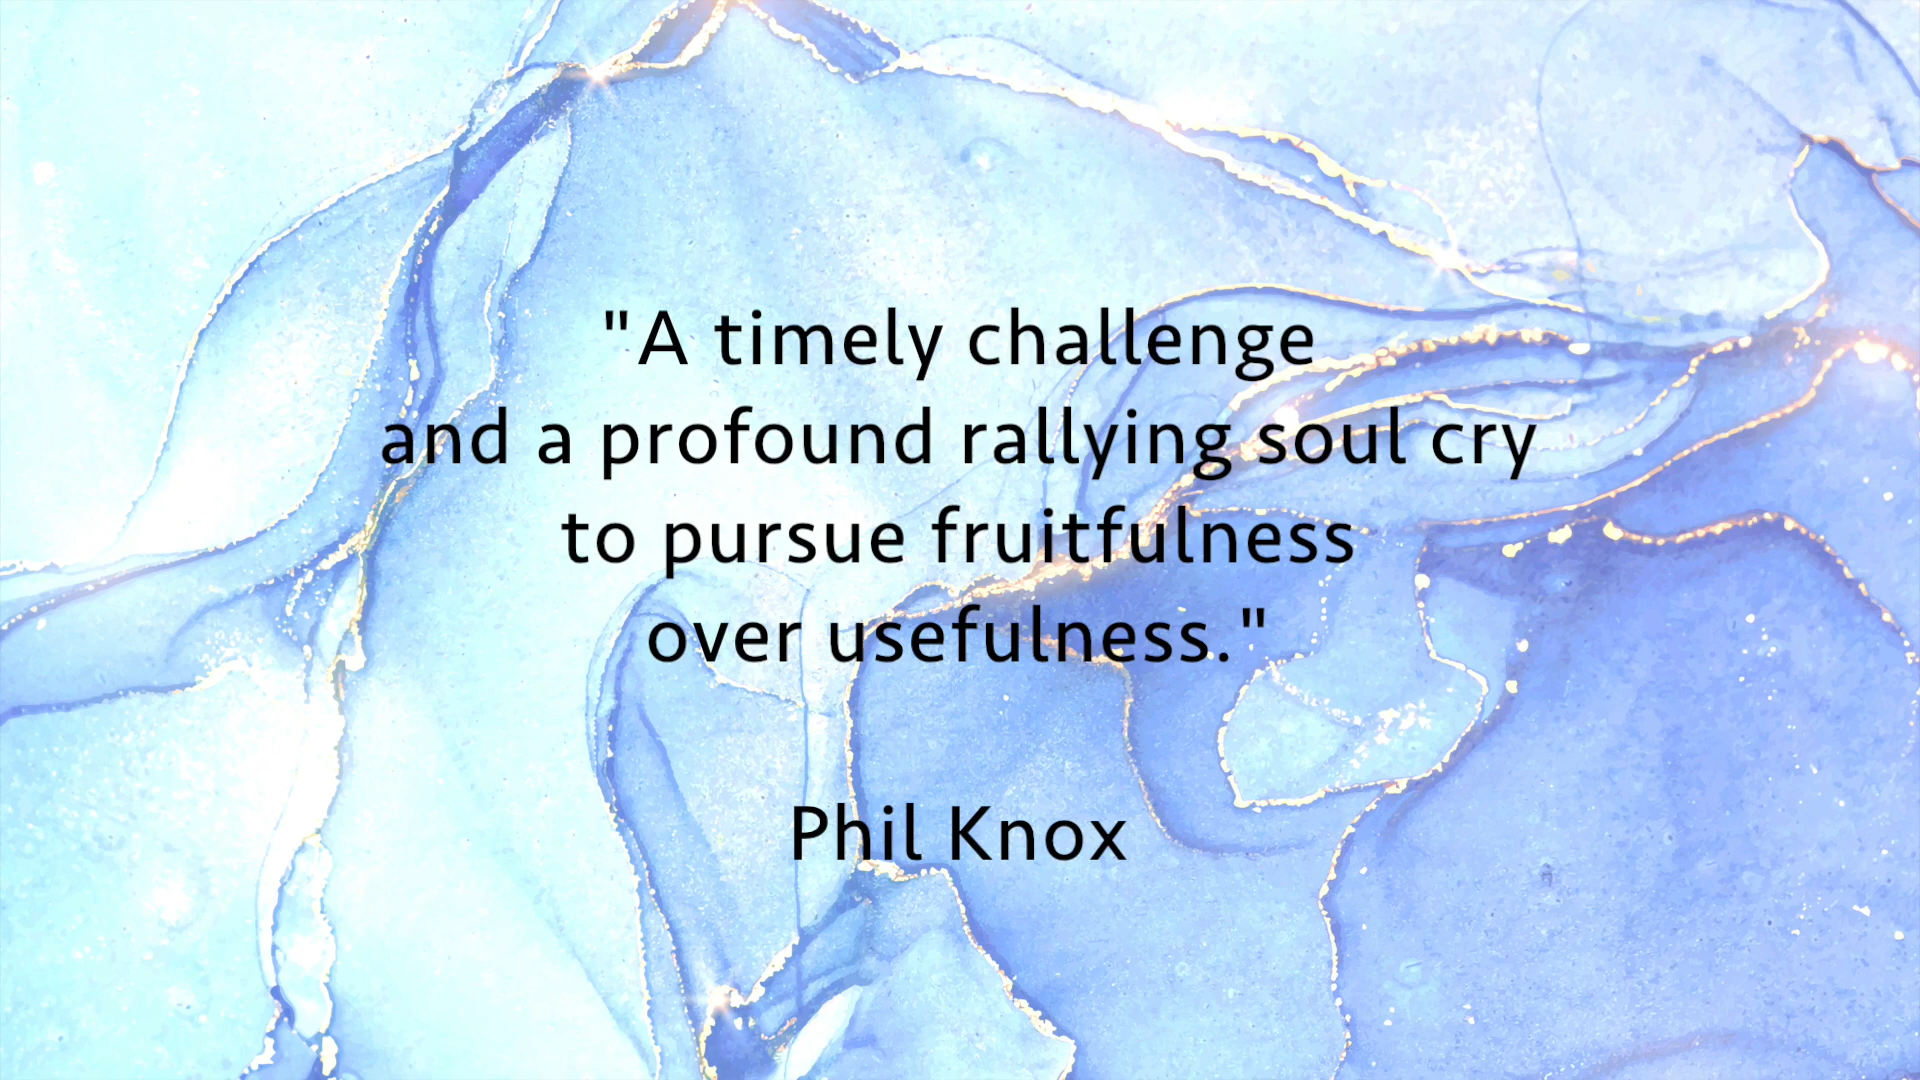 "A timely challenge
and a profound rallying soul cry
to pursue fruitfulness
over usefulness."
Phil Knox